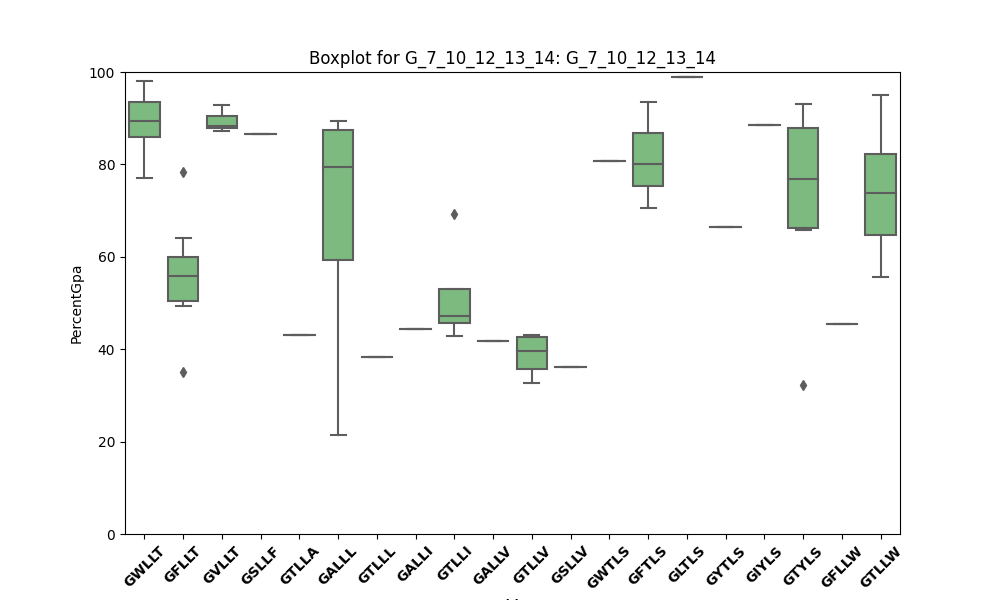 Boxplot for G_7_10_12_13_14: G_7_10_12_13_14
PercentGpa
100
80
60
40
20
0
GWLLT
GFLLT
GVLLT
GSLLF
GTLLA
GALLL
GTLLL
GALLI
GTLLI
GALLV
GTLLV
GSLLV
GWTLS
GFTLS
GLTLS
GYTLS
GIYLS
GTYLS
GFLLW
GTLLW